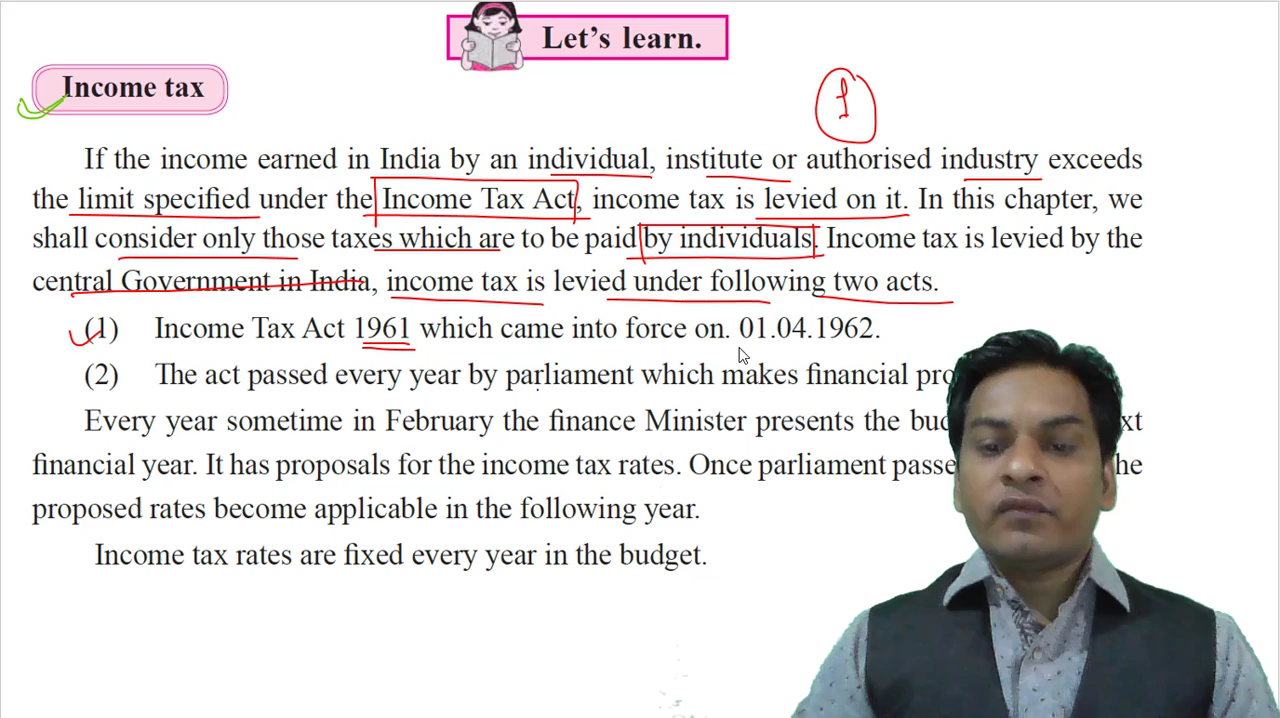 Let's learn.
Income tax
If the income earned in India by an individual, institute or authorised industry exceeds
the limit specified under the Income Tax Act, income tax is levied on it. In this chapter, we
shall consider only those taxes which are to be paid by individuals. Income tax is levied by the
central Government in India, income tax is levied under following two acts.
(1) Income Tax Act 1961 which came into force on. 01.04.1962.
(2) The act passed every year by parliament which makes financial
Every year sometime in February the finance Minister presents the
financial year. It has proposals for the income tax rates. Once parliament he
proposed rates become applicable in the following year.
Income tax rates are fixed every year in the budget.